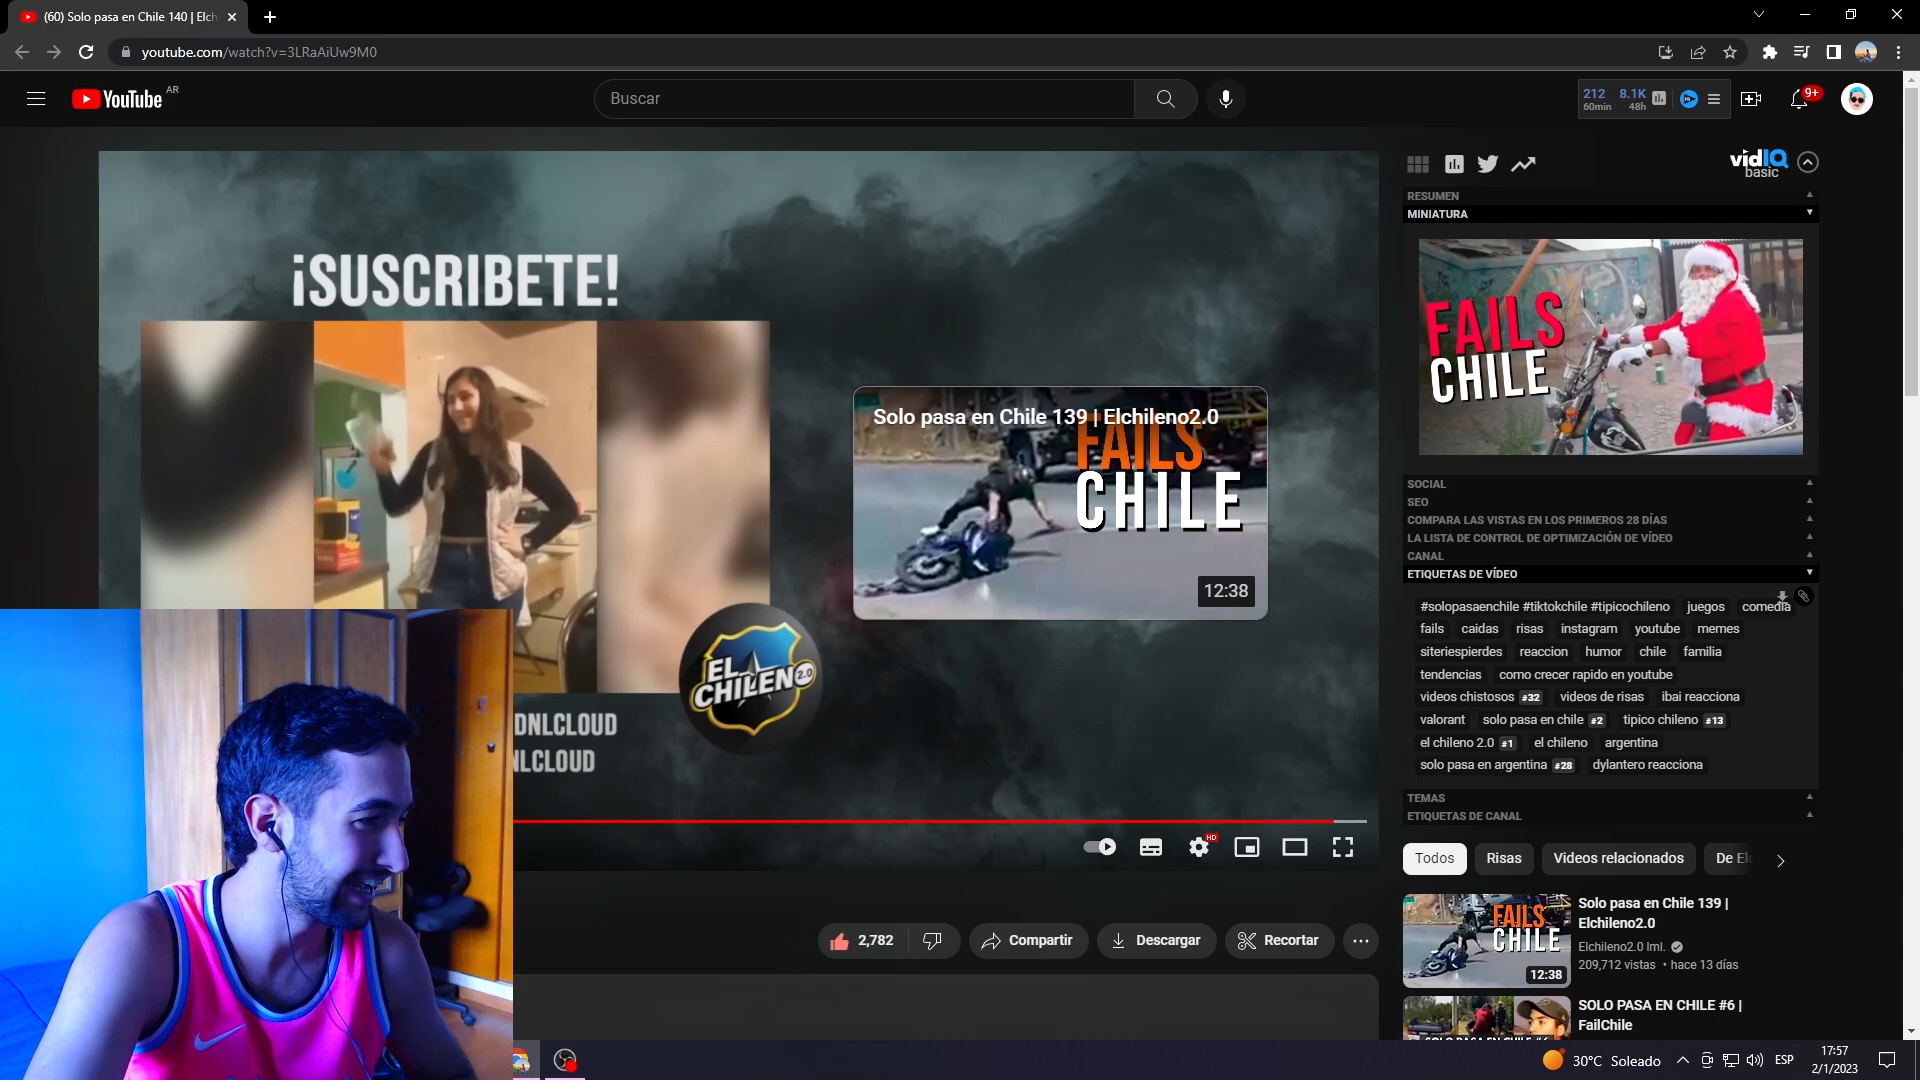 (60) Solo pasa en Chile 140 | Elch
youtube.com/watch?v=3LRaAiUw9M0
YouTube AR
Buscar
212 8.1K
60min 48h
9+
¡SUSCRIBETE!
Solo pasa en Chile 139 | Elchileno2.0
FAILS
CHILE
12:38
EL
CHILENO 2.0
DNLCLOUD
NLCLOUD
HD
2,782
Compartir
Descargar
Recortar
vidIQ
basic
RESUMEN
MINIATURA
FAILS
CHILE
SOCIAL
SEO
COMPARA LAS VISTAS EN LOS PRIMEROS 28 DÍAS
LA LISTA DE CONTROL DE OPTIMIZACIÓN DE VÍDEO
CANAL
ETIQUETAS DE VÍDEO
#solopasaenchile #tiktokchile #tipicochileno juegos comedia
fails caidas risas instagram youtube memes
siteriespierdes reaccion humor chile familia
tendencias como crecer rapido en youtube
videos chistosos #32 videos de risas ibai reacciona
valorant solo pasa en chile #2 tipico chileno #13
el chileno 2.0 #1 el chileno argentina
solo pasa en argentina #28 dylantero reacciona
TEMAS
ETIQUETAS DE CANAL
Todos Risas Videos relacionados De El
FAILS
CHILE
12:38
Solo pasa en Chile 139 |
Elchileno2.0
Elchileno2.0 lml.
209,712 vistas • hace 13 días
SOLO PASA EN CHILE #6 |
FailChile
30°C Soleado
ESP
17:57
2/1/2023